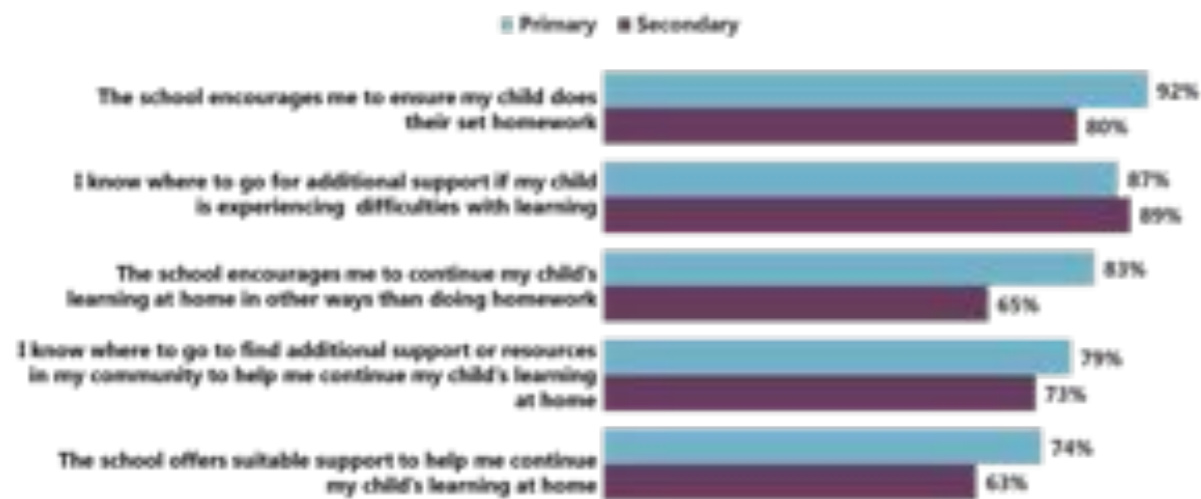 Primary Secondary
The school encourages me to ensure my child does
their set homework
92%
80%
I know where to go for additional support if my child
is experiencing difficulties with learning
87%
89%
The school encourages me to continue my child's
learning at home in other ways than doing homework
83%
65%
I know where to go to find additional support or resources
in my community to help me continue my child's learning
at home
79%
73%
The school offers suitable support to help me continue
my child's learning at home
74%
63%